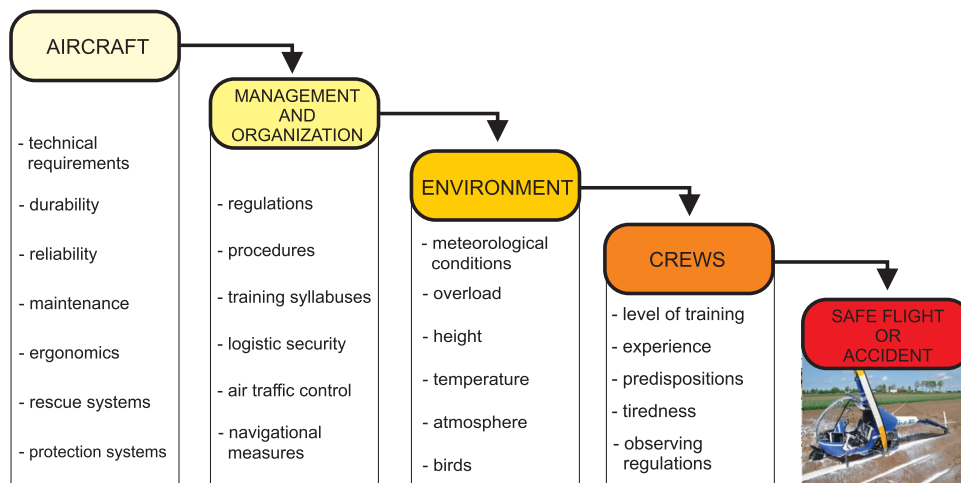 AIRCRAFT
- technical
requirements
- durability
- reliability
- maintenance
- ergonomics
- rescue systems
- protection systems
MANAGEMENT
AND
ORGANIZATION
- regulations
- procedures
- training syllabuses
- logistic security
- air traffic control
- navigational
measures
ENVIRONMENT
- meteorological
conditions
- overload
- height
- temperature
- atmosphere
- birds
CREWS
- level of training
- experience
- predispositions
- tiredness
- observing
regulations
SAFE FLIGHT
OR
ACCIDENT